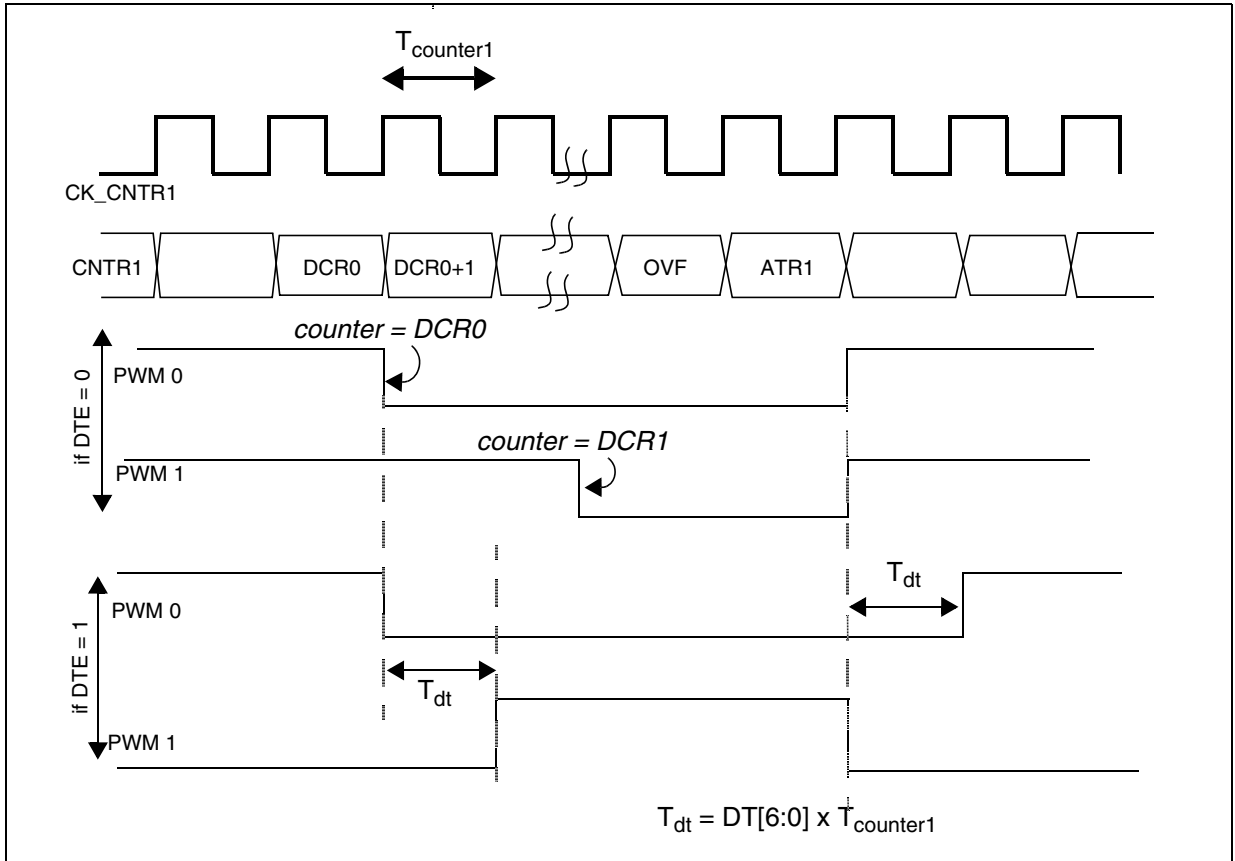 Tcounter1
CK_CNTR1
CNTR1
DCR0
DCR0+1
OVF
ATR1
counter = DCR0
if DTE = 0
PWM 0
counter = DCR1
PWM 1
if DTE = 1
PWM 0
Tdt
Tdt
PWM 1
Tdt = DT[6:0] x Tcounter1